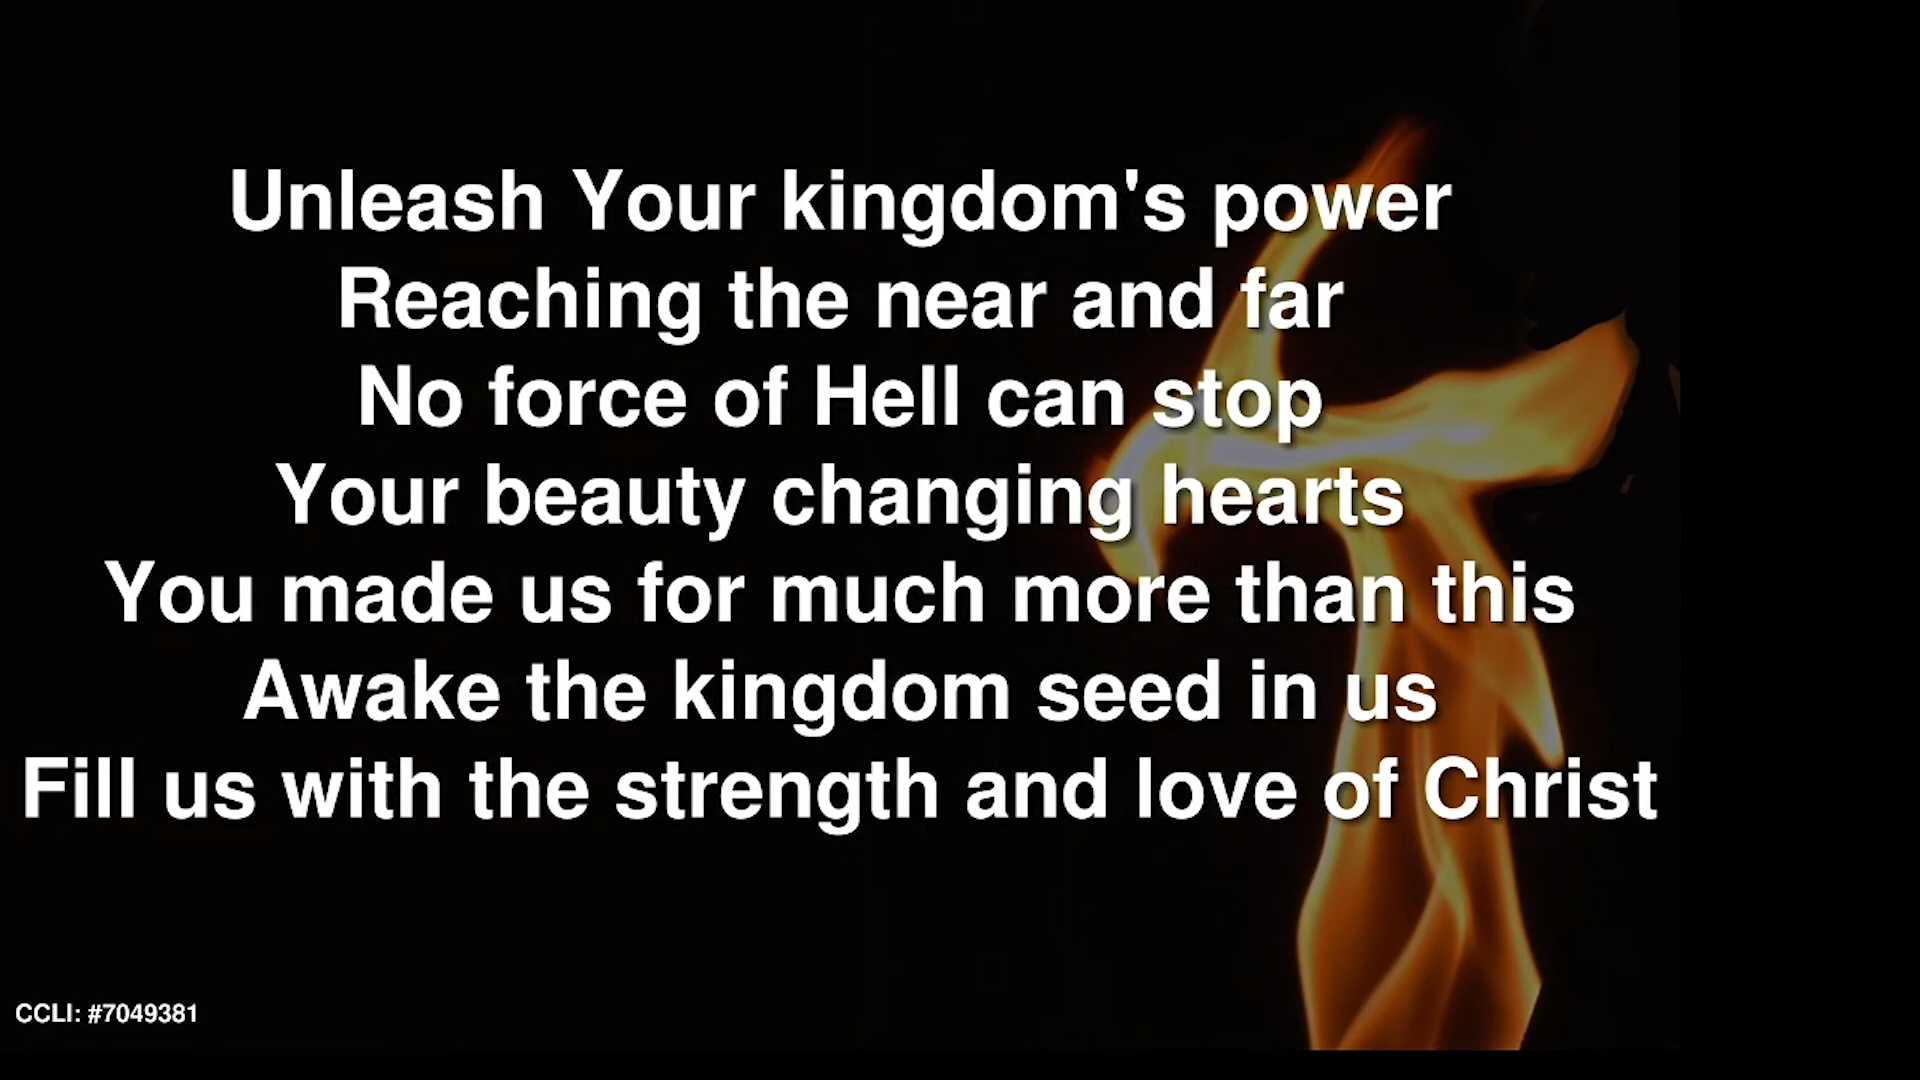 Unleash Your kingdom's power
Reaching the near and far
No force of Hell can stop
Your beauty changing hearts
You made us for much more than this
Awake the kingdom seed in us
Fill us with the strength and love of Christ
CCLI: #7049381